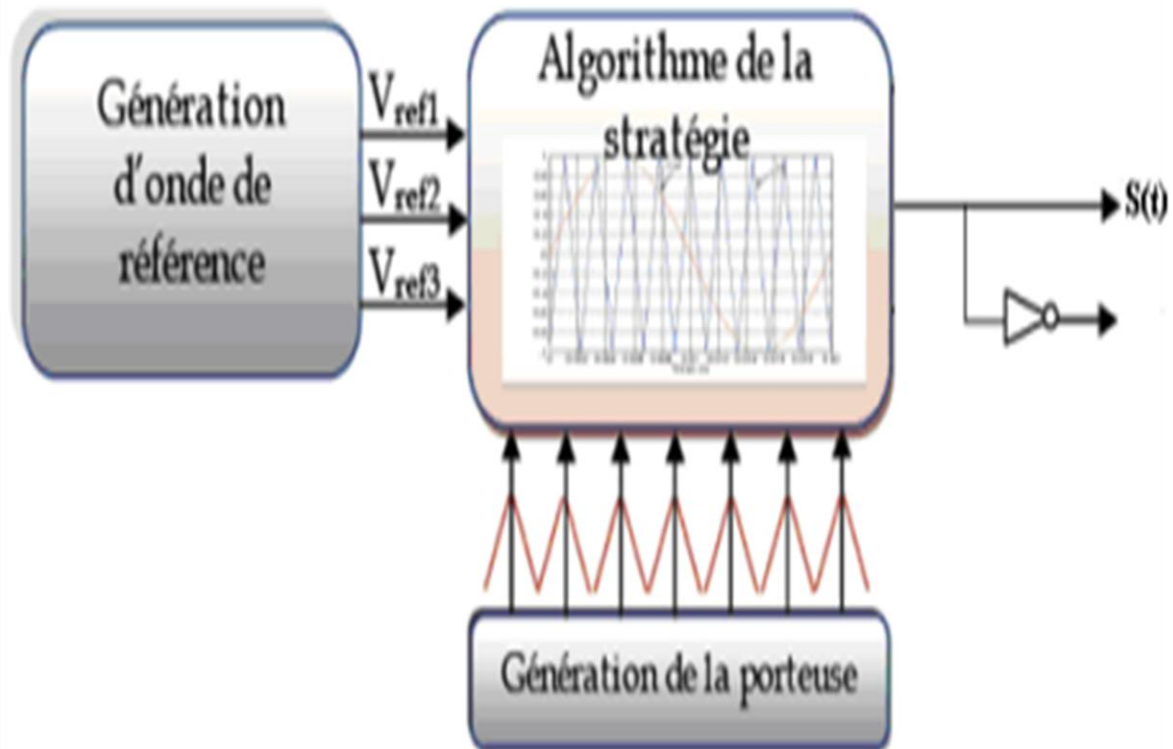 Génération
d'onde de
référence
Vref1
Vref2
Vref3
Algorithme de la
stratégie
S(t)
Génération de la porteuse